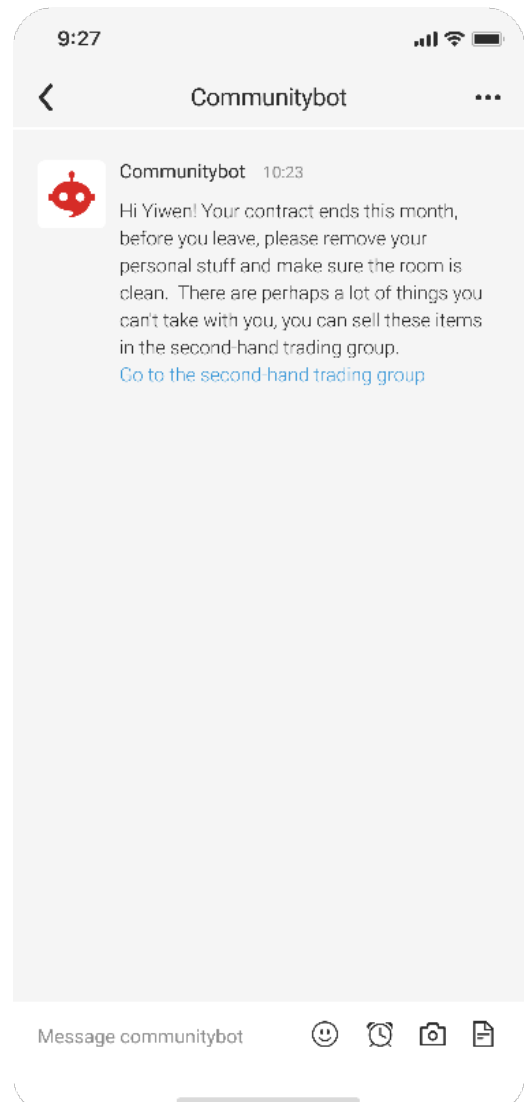 9:27
Communitybot
Communitybot 10:23
Hi Yiwen! Your contract ends this month,
before you leave, please remove your
personal stuff and make sure the room is
clean.  There are perhaps a lot of things you
can't take with you, you can sell these items
in the second-hand trading group.
Go to the second-hand trading group
Message communitybot